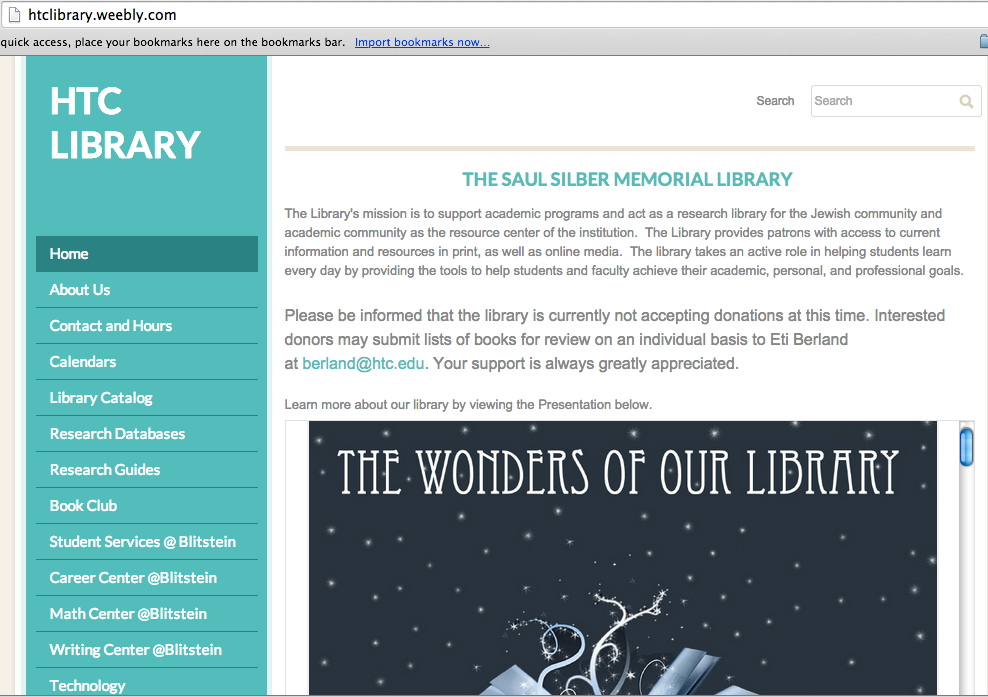 htclibrary.weebly.com
quick access, place your bookmarks here on the bookmarks bar. Import bookmarks now...
HTC
LIBRARY
Search
Search
Home
About Us
Contact and Hours
Calendars
Library Catalog
Research Databases
Research Guides
Book Club
Student Services @ Blitstein
Career Center @Blitstein
Math Center @Blitstein
Writing Center @Blitstein
Technology
THE SAUL SILBER MEMORIAL LIBRARY
The Library's mission is to support academic programs and act as a research library for the Jewish community and
academic community as the resource center of the institution.  The Library provides patrons with access to current
information and resources in print, as well as online media.  The library takes an active role in helping students learn
every day by providing the tools to help students and faculty achieve their academic, personal, and professional goals.
Please be informed that the library is currently not accepting donations at this time. Interested
donors may submit lists of books for review on an individual basis to Eti Berland
at berland@htc.edu. Your support is always greatly appreciated.
Learn more about our library by viewing the Presentation below.
THE WONDERS OF OUR LIBRARY